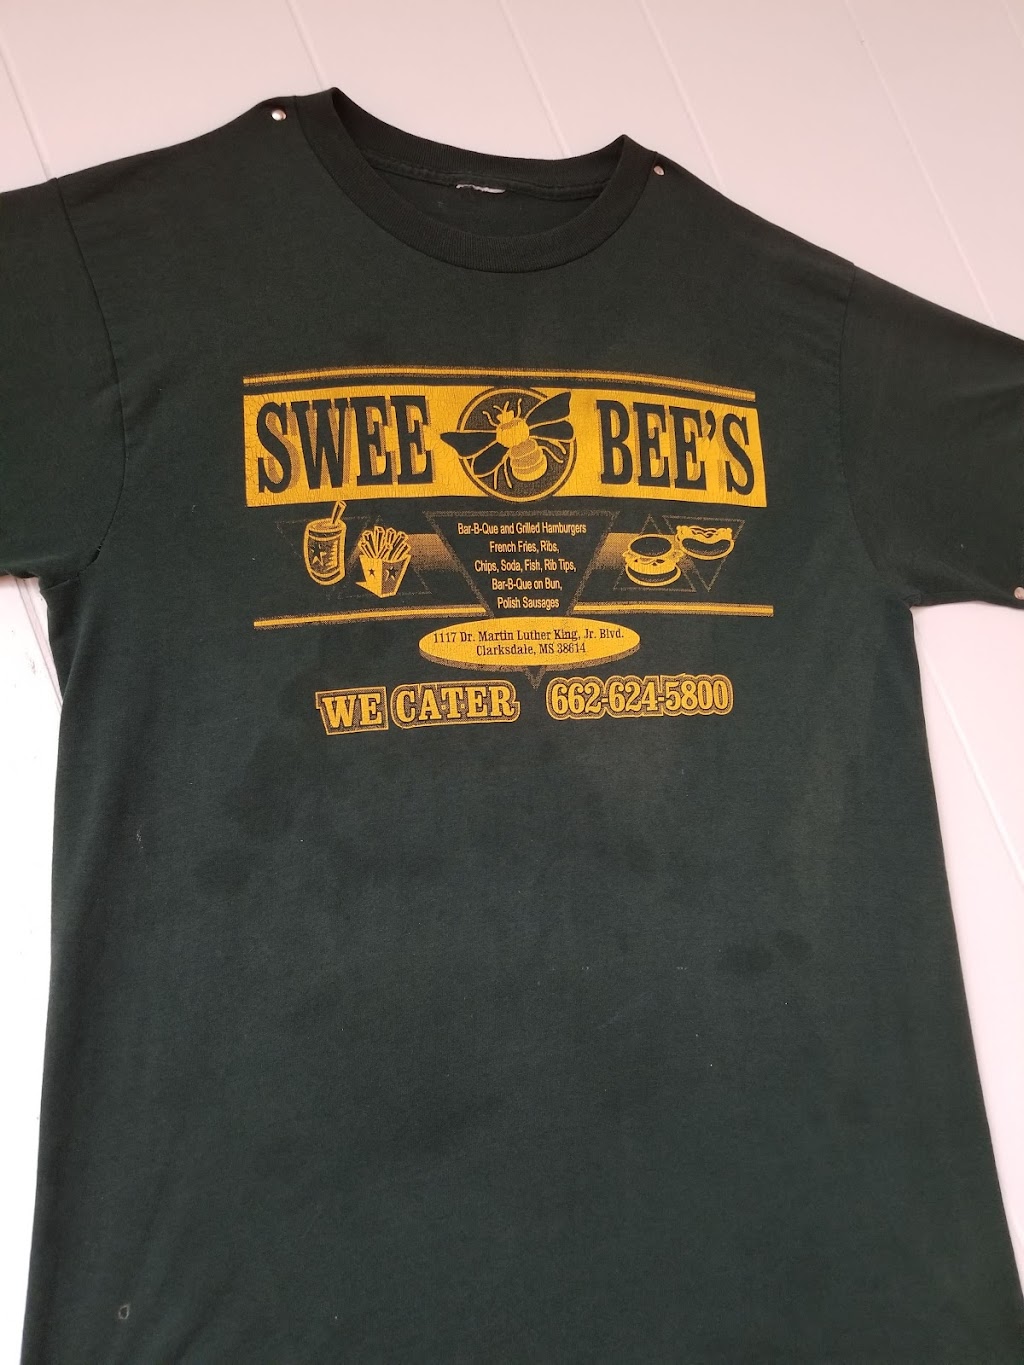 SWEE BEE'S
Bar-B-Que and Grilled Hamburgers
French Fries, Ribs,
Chips, Soda, Fish, Rib Tips,
Bar-B-Que on Bun,
Polish Sausages
1117 Dr. Martin Luther King, Jr. Blvd.
Clarksdale, MS 38614
WE CATER 662-624-5800